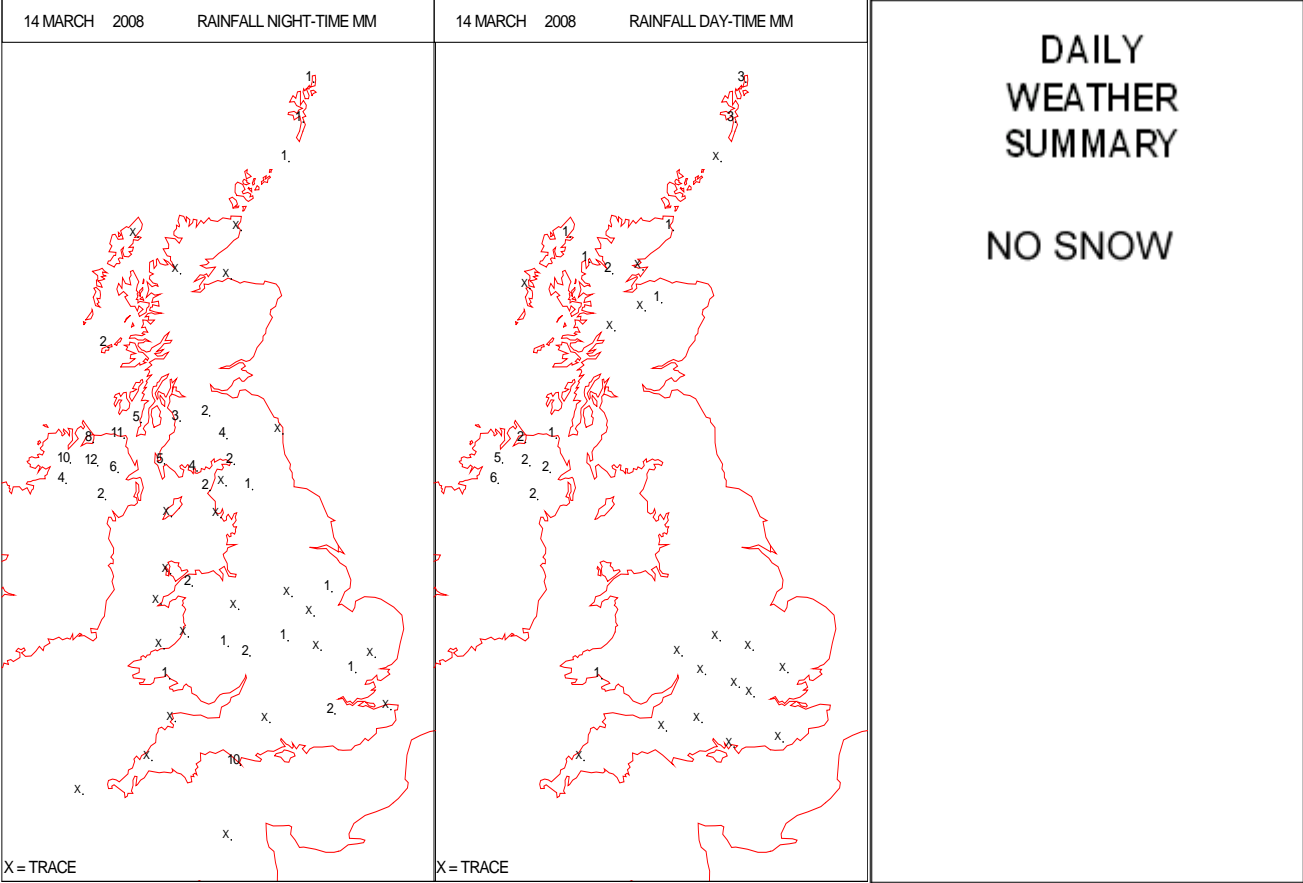 14 MARCH 2008 RAINFALL NIGHT-TIME MM
1
1
1.
X.
X.
X.
X.
2.
5.
3.
2.
8
11.
4.
X.
10.
12.
6.
5.
4.
2.
4.
2.
2.
X.
1.
X.
X.
X.
2.
X.
X.
X.
1.
X.
X.
X.
1.
2.
1.
X.
X.
1
1.
X.
X.
2.
X.
X.
10.
X.
X.
X = TRACE
14 MARCH 2008 RAINFALL DAY-TIME MM
3
3.
X.
1.
1.
1.
2.
X.
X.
X.
1.
X.
2.
1.
5.
2.
2.
6.
2.
X.
X.
X.
1
X.
X.
X.
X.
X.
X.
X.
X.
X.
X = TRACE
DAILY
WEATHER
SUMMARY
NO SNOW